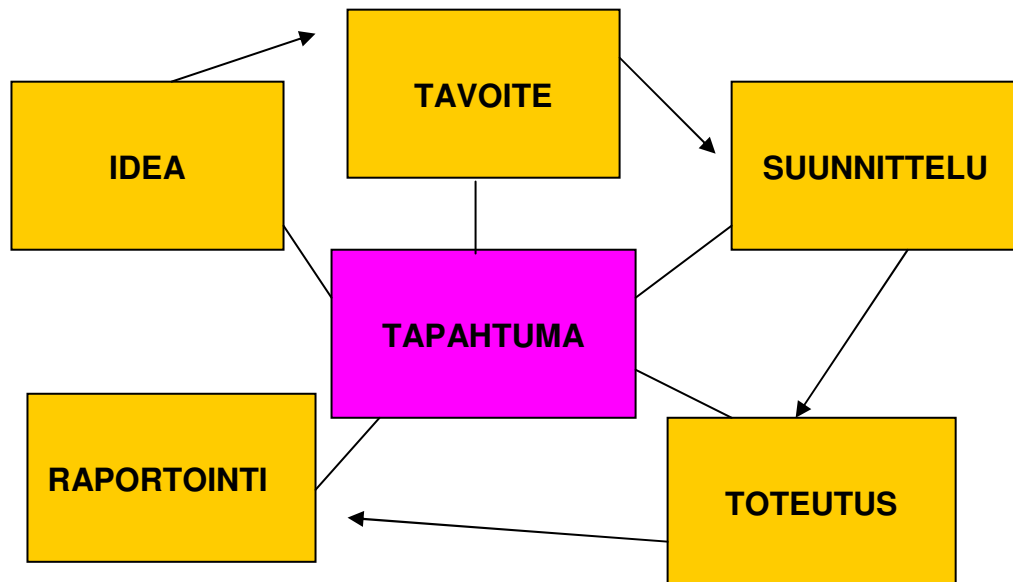 TAVOITE
IDEA
SUUNNITTELU
TAPAHTUMA
RAPORTOINTI
TOTEUTUS